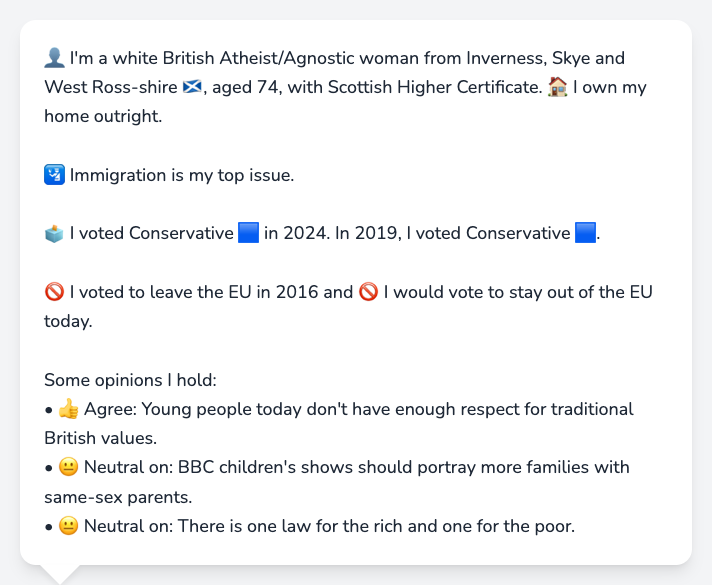 👤 I'm a white British Atheist/Agnostic woman from Inverness, Skye and
West Ross-shire 🏴󠁧󠁢󠁳󠁣󠁴󠁿, aged 74, with Scottish Higher Certificate. 🏠 I own my
home outright.
🛂 Immigration is my top issue.
🗳️ I voted Conservative 🟦 in 2024. In 2019, I voted Conservative 🟦.
🚫 I voted to leave the EU in 2016 and 🚫 I would vote to stay out of the EU
today.
Some opinions I hold:
• 👍 Agree: Young people today don't have enough respect for traditional
British values.
• 😐 Neutral on: BBC children's shows should portray more families with
same-sex parents.
• 😐 Neutral on: There is one law for the rich and one for the poor.